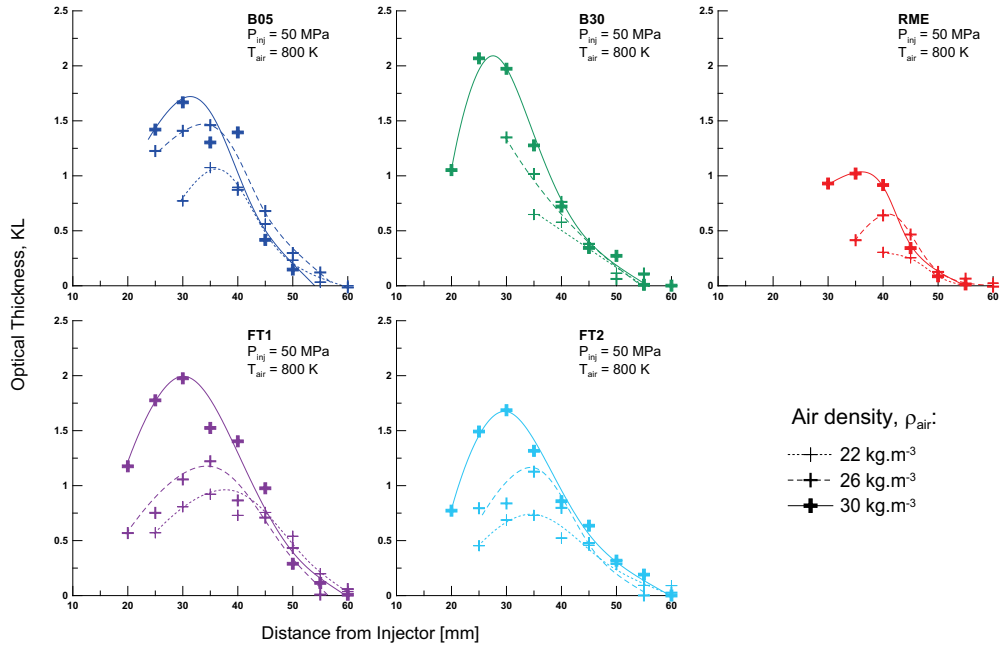 B05
P_inj = 50 MPa
T_air = 800 K
2.5
2
1.5
1
0.5
0
10 20 30 40 50 60
B30
P_inj = 50 MPa
T_air = 800 K
2.5
2
1.5
1
0.5
0
10 20 30 40 50 60
RME
P_inj = 50 MPa
T_air = 800 K
2.5
2
1.5
1
0.5
0
10 20 30 40 50 60
Optical Thickness, KL
FT1
P_inj = 50 MPa
T_air = 800 K
2.5
2
1.5
1
0.5
0
10 20 30 40 50 60
FT2
P_inj = 50 MPa
T_air = 800 K
2.5
2
1.5
1
0.5
0
10 20 30 40 50 60
Air density, ρ_air:
22 kg.m⁻³
26 kg.m⁻³
30 kg.m⁻³
Distance from Injector [mm]